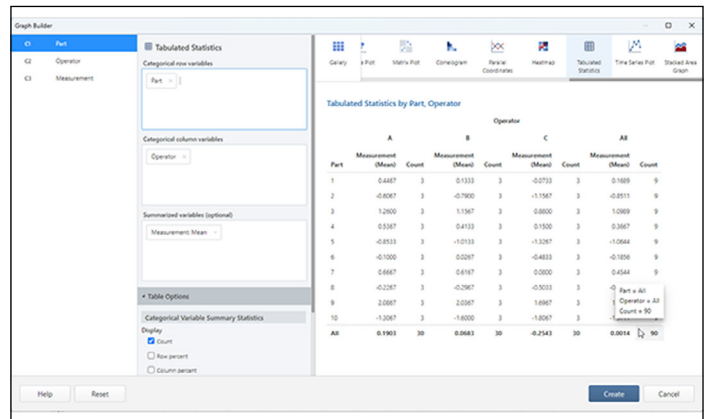 Graph Builder
C1 Part
C2 Operator
C3 Measurement
Tabulated Statistics
Categorical row variables
Part ×
Categorical column variables
Operator ×
Summarized variables (optional)
Measurement: Mean
Table Options
Categorical Variable Summary Statistics
Display
Count
Row percent
Column percent
Gallery
Plot
Matrix Plot
Correlogram
Parallel Coordinates
Heatmap
Tabulated Statistics
Time Series Plot
Stacked Area Graph
Tabulated Statistics by Part, Operator
Operator
A B C All
Part Measurement (Mean) Count Measurement (Mean) Count Measurement (Mean) Count Measurement (Mean) Count
1 0.4467 3 0.1333 3 -0.0733 3 0.1689 9
2 -0.6067 3 -0.7900 3 -1.1567 3 -0.8511 9
3 1.2600 3 1.1567 3 0.8800 3 1.0989 9
4 0.5367 3 0.4133 3 0.1500 3 0.3667 9
5 -0.8533 3 -1.0133 3 -1.3267 3 -1.0644 9
6 -0.1000 3 0.0267 3 -0.4833 3 -0.1856 9
7 0.6667 3 0.6167 3 0.0800 3 0.4544 9
8 -0.2267 3 -0.2967 3 -0.5033 3
9 2.0867 3 2.0367 3 1.6967 3
10 -1.3067 3 -1.6000 3 -1.8067 3
All 0.1903 30 0.0683 30 -0.2543 30 0.0014 90
Part = All
Operator = All
Count = 90
Help
Reset
Create
Cancel